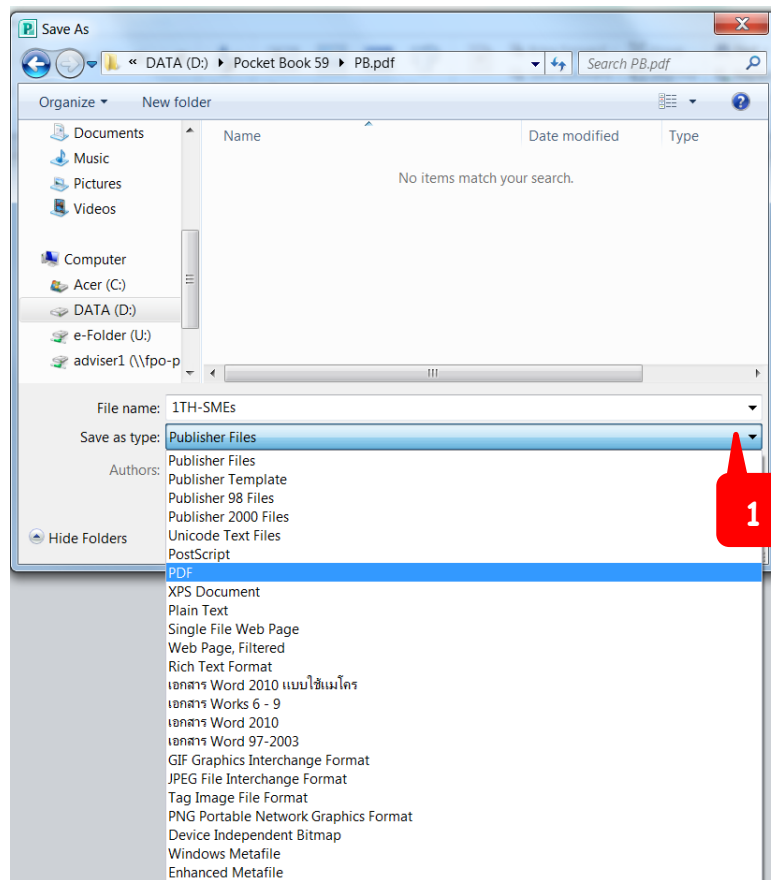 Save As
« DATA (D:) Pocket Book 59 PB.pdf Search PB.pdf
Organize New folder
Name Date modified Type
No items match your search.
Documents
Music
Pictures
Videos
Computer
Acer (C:)
DATA (D:)
e-Folder (U:)
adviser1 (\\fpo-p
File name: 1TH-SMEs
Save as type: Publisher Files
Authors:
Hide Folders
Publisher Files
Publisher Template
Publisher 98 Files
Publisher 2000 Files
Unicode Text Files
PostScript
PDF
XPS Document
Plain Text
Single File Web Page
Web Page, Filtered
Rich Text Format
เอกสาร Word 2010 แบบใช้แมโคร
เอกสาร Works 6 - 9
เอกสาร Word 2010
เอกสาร Word 97-2003
GIF Graphics Interchange Format
JPEG File Interchange Format
Tag Image File Format
PNG Portable Network Graphics Format
Device Independent Bitmap
Windows Metafile
Enhanced Metafile
1